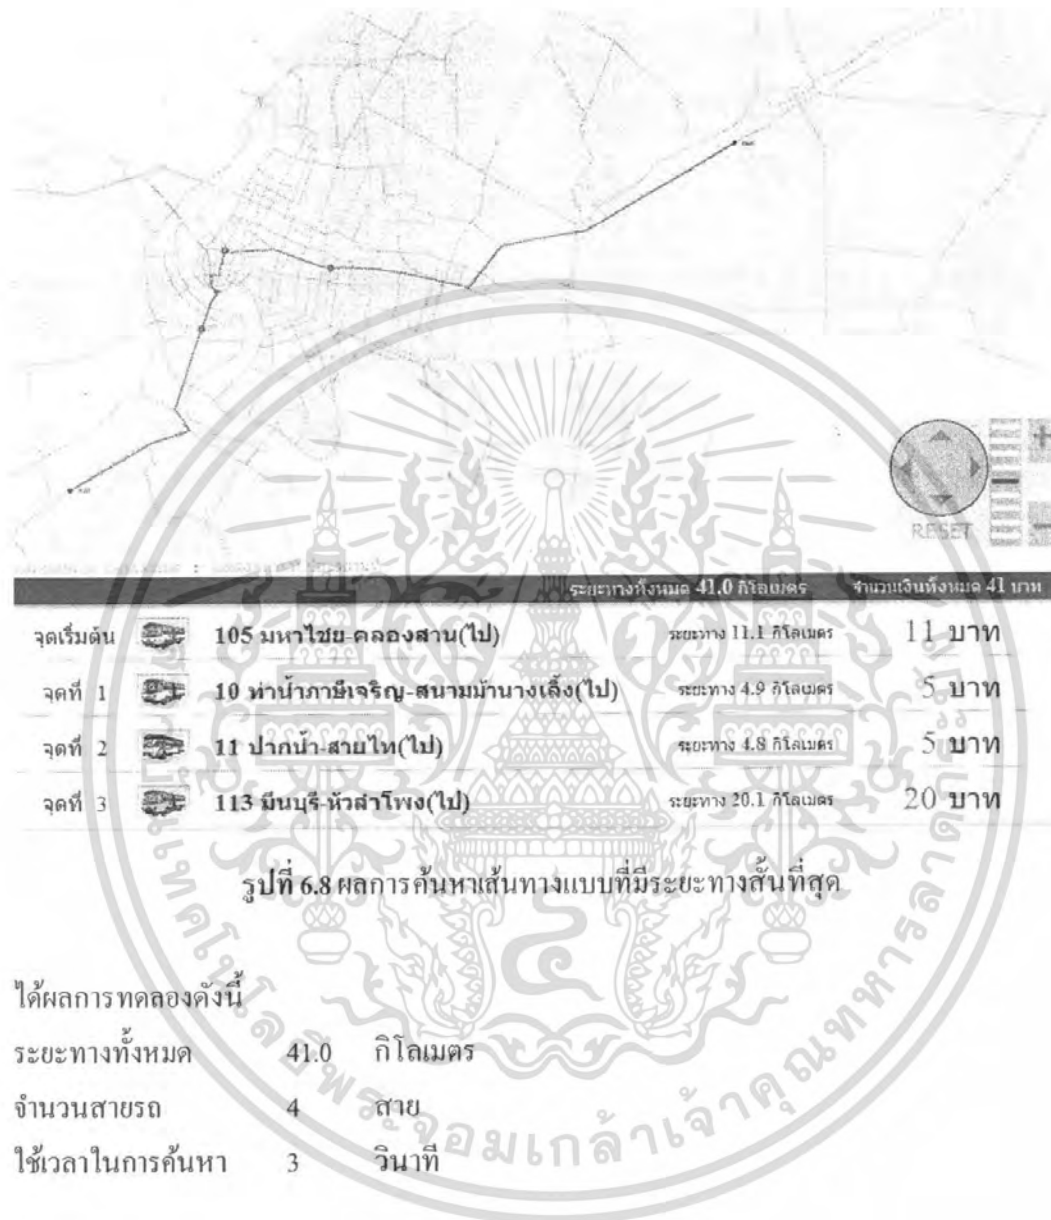 RESET
ระยะทางทั้งหมด 41.0 กิโลเมตร จำนวนเงินทั้งหมด 41 บาท
จุดเริ่มต้น 105 มหาไชย-คลองสาน(ไป) ระยะทาง 11.1 กิโลเมตร 11 บาท
จุดที่ 1 10 ท่าน้ำภาษีเจริญ-สนามม้านางเลิ้ง(ไป) ระยะทาง 4.9 กิโลเมตร 5 บาท
จุดที่ 2 11 ปากน้ำ-สายไท(ไป) ระยะทาง 4.8 กิโลเมตร 5 บาท
จุดที่ 3 113 มีนบุรี-หัวลำโพง(ไป) ระยะทาง 20.1 กิโลเมตร 20 บาท
รูปที่ 6.8 ผลการค้นหาเส้นทางแบบที่มีระยะทางสั้นที่สุด
ได้ผลการทดลองดังนี้
ระยะทางทั้งหมด 41.0 กิโลเมตร
จำนวนสายรถ 4 สาย
ใช้เวลาในการค้นหา 3 วินาที